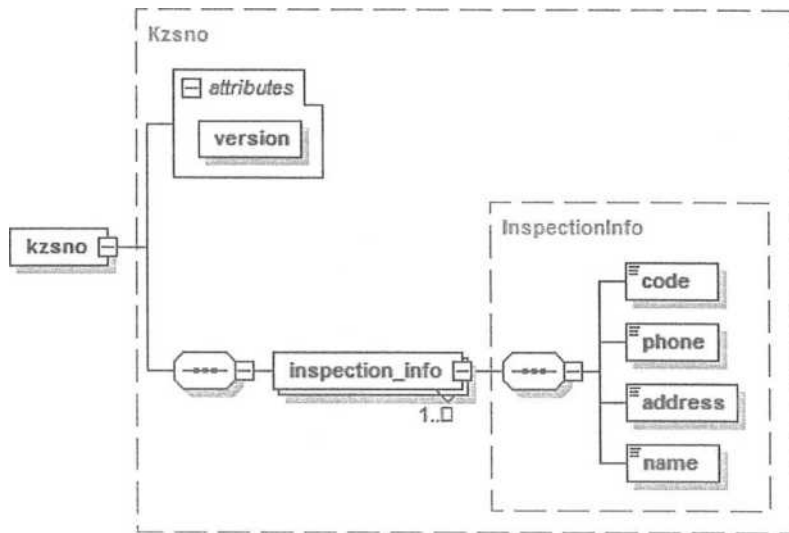 Kzsno
attributes
version
kzsno
InspectionInfo
code
phone
inspection_info
address
1..□
name